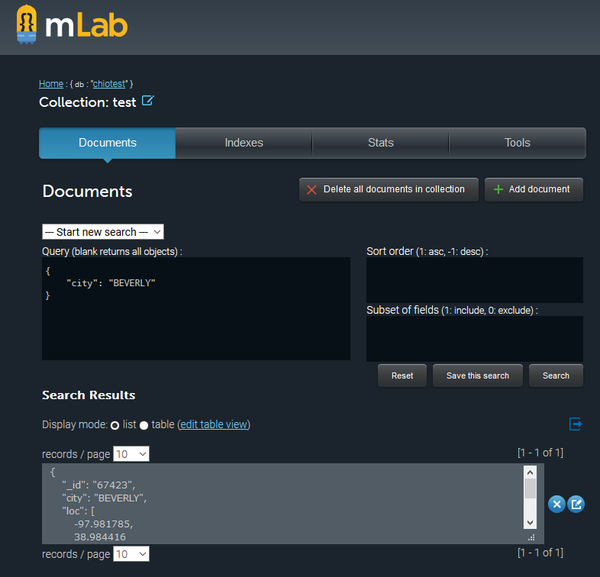 mLab
Home : { db : "chiotest" }
Collection: test
Documents Indexes Stats Tools
Documents
Delete all documents in collection
Add document
--- Start new search ---
Query (blank returns all objects) :
{
"city": "BEVERLY"
}
Sort order (1: asc, -1: desc) :
Subset of fields (1: include, 0: exclude) :
Reset Save this search Search
Search Results
Display mode: list table (edit table view)
records / page 10 [1 - 1 of 1]
{
"_id": "67423",
"city": "BEVERLY",
"loc": [
-97.981785,
38.984416
records / page 10 [1 - 1 of 1]